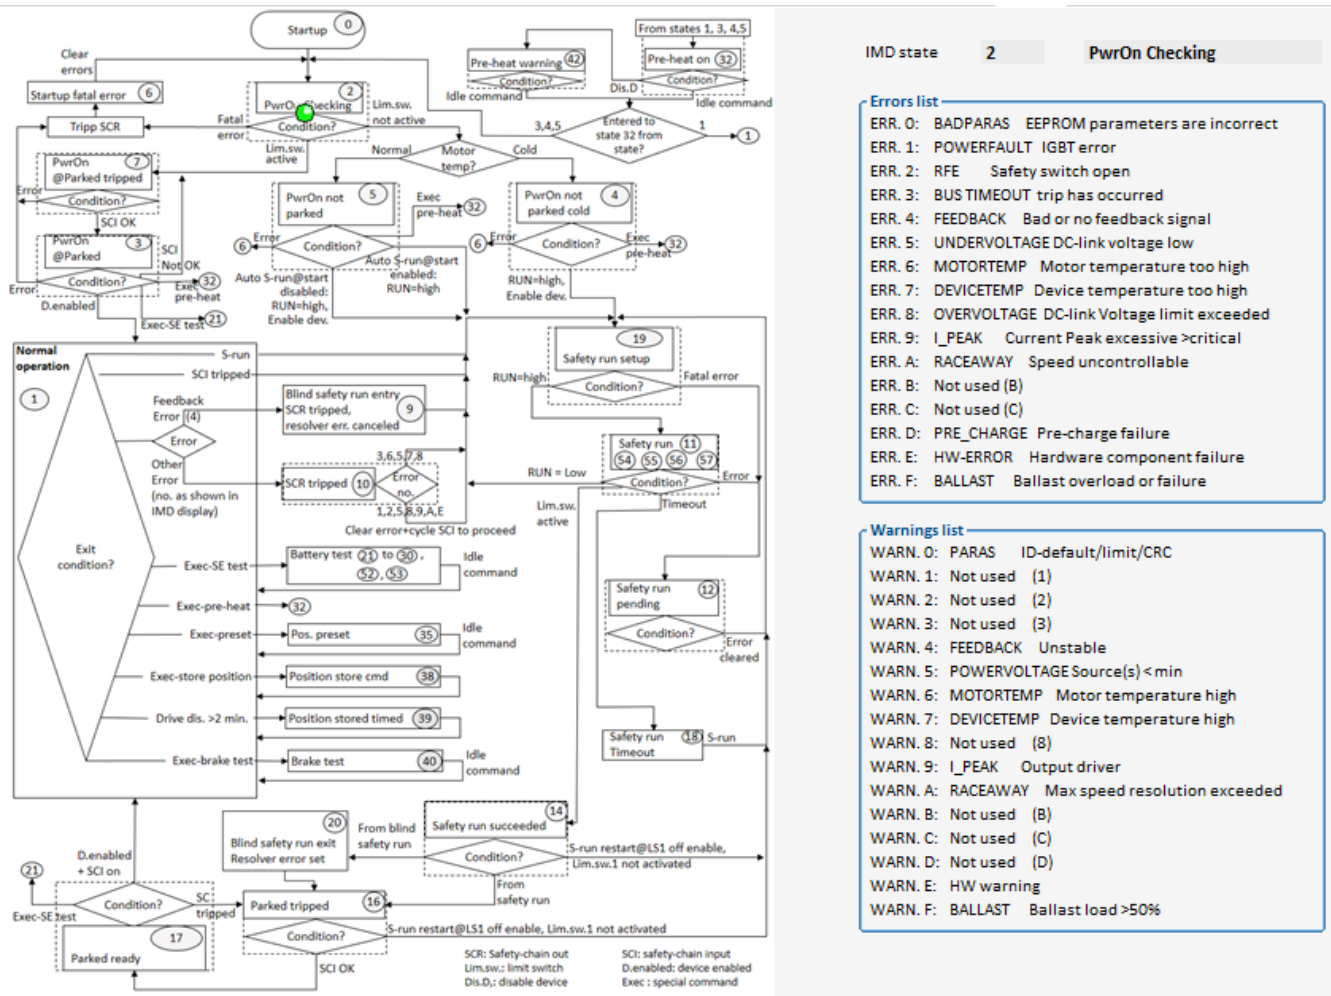 Startup 0
From states 1, 3, 4,5
Clear
errors
Pre-heat warning 42
Condition?
Idle command
Pre-heat on 32
Condition?
Dis.D
Idle command
Startup fatal error 6
2
PwrOn Checking
Condition?
Lim.sw.
not active
Tripp SCR
Fatal
error
Lim.sw.
active
3,4,5
Entered to
state 32 from
state?
1
1
Normal
Motor
temp?
Cold
PwrOn 7
@Parked tripped
Condition?
Error
SCI OK
PwrOn not 5
parked
Condition?
Exec
pre-heat 32
6 Error
PwrOn not 4
parked cold
Condition?
6 Error
Exec
pre-heat 32
PwrOn 3
@Parked
Condition?
SCI
Not OK
Error
Exec
pre-heat 32
D.enabled
Exec-SE test 21
Auto S-run@start
disabled:
RUN=high,
Enable dev.
Auto S-run@start
enabled:
RUN=high
RUN=high,
Enable dev.
Normal
operation
1
Exit
condition?
S-run
SCI tripped
19
Safety run setup
Condition?
RUN=high
Fatal error
Feedback
Error (4)
Error
Other
Error
(no. as shown in
IMD display)
Blind safety run entry
SCR tripped, 9
resolver err. canceled
3,6,5,7,8
SCR tripped 10
Error
no.
1,2,5,8,9,A,E
Clear error+cycle SCI to proceed
Safety run 11
54 55 56 57
Condition?
RUN = Low
Error
Lim.sw.
active
Timeout
Exec-SE test
Battery test 21 to 30 ,
52 , 53
Idle
command
Exec-pre-heat 32
Exec-preset
Pos. preset 35
Idle
command
Exec-store position
Position store cmd 38
Drive dis. >2 min.
Position stored timed 39
Exec-brake test
Brake test 40
Idle
command
Safety run 12
pending
Condition?
Error
cleared
Safety run 18
Timeout
S-run
14
Safety run succeeded
Condition?
From blind
safety run
S-run restart@LS1 off enable,
Lim.sw.1 not activated
From
safety run
20
Blind safety run exit
Resolver error set
D.enabled
+ SCI on
21
Exec-SE test
Condition?
SC
tripped
Parked tripped 16
Condition?
S-run restart@LS1 off enable, Lim.sw.1 not activated
17
Parked ready
SCI OK
SCR: safety-chain out
Lim.sw.: limit switch
Dis.D,: disable device
SCI: safety-chain input
D.enabled: device enabled
Exec : special command
IMD state 2 PwrOn Checking
Errors list
ERR. 0: BADPARAS EEPROM parameters are incorrect
ERR. 1: POWERFAULT IGBT error
ERR. 2: RFE Safety switch open
ERR. 3: BUS TIMEOUT trip has occurred
ERR. 4: FEEDBACK Bad or no feedback signal
ERR. 5: UNDERVOLTAGE DC-link voltage low
ERR. 6: MOTORTEMP Motor temperature too high
ERR. 7: DEVICETEMP Device temperature too high
ERR. 8: OVERVOLTAGE DC-link Voltage limit exceeded
ERR. 9: I_PEAK Current Peak excessive >critical
ERR. A: RACEAWAY Speed uncontrollable
ERR. B: Not used (B)
ERR. C: Not used (C)
ERR. D: PRE_CHARGE Pre-charge failure
ERR. E: HW-ERROR Hardware component failure
ERR. F: BALLAST Ballast overload or failure
Warnings list
WARN. 0: PARAS ID-default/limit/CRC
WARN. 1: Not used (1)
WARN. 2: Not used (2)
WARN. 3: Not used (3)
WARN. 4: FEEDBACK Unstable
WARN. 5: POWERVOLTAGE Source(s) < min
WARN. 6: MOTORTEMP Motor temperature high
WARN. 7: DEVICETEMP Device temperature high
WARN. 8: Not used (8)
WARN. 9: I_PEAK Output driver
WARN. A: RACEAWAY Max speed resolution exceeded
WARN. B: Not used (B)
WARN. C: Not used (C)
WARN. D: Not used (D)
WARN. E: HW warning
WARN. F: BALLAST Ballast load >50%